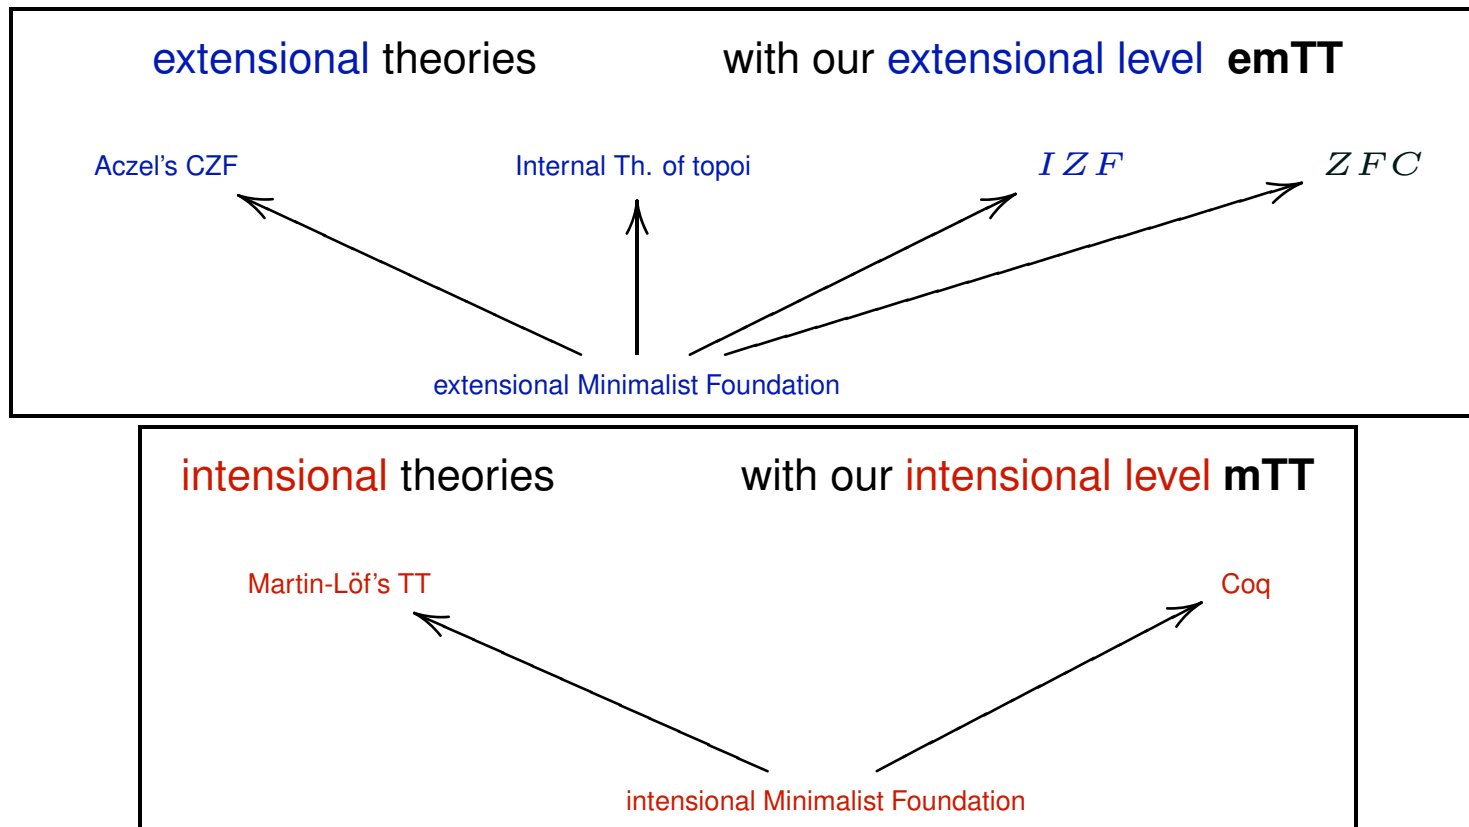 extensional theories with our extensional level emTT
Aczel's CZF Internal Th. of topoi IZF ZFC
extensional Minimalist Foundation
intensional theories with our intensional level mTT
Martin-Löf's TT Coq
intensional Minimalist Foundation